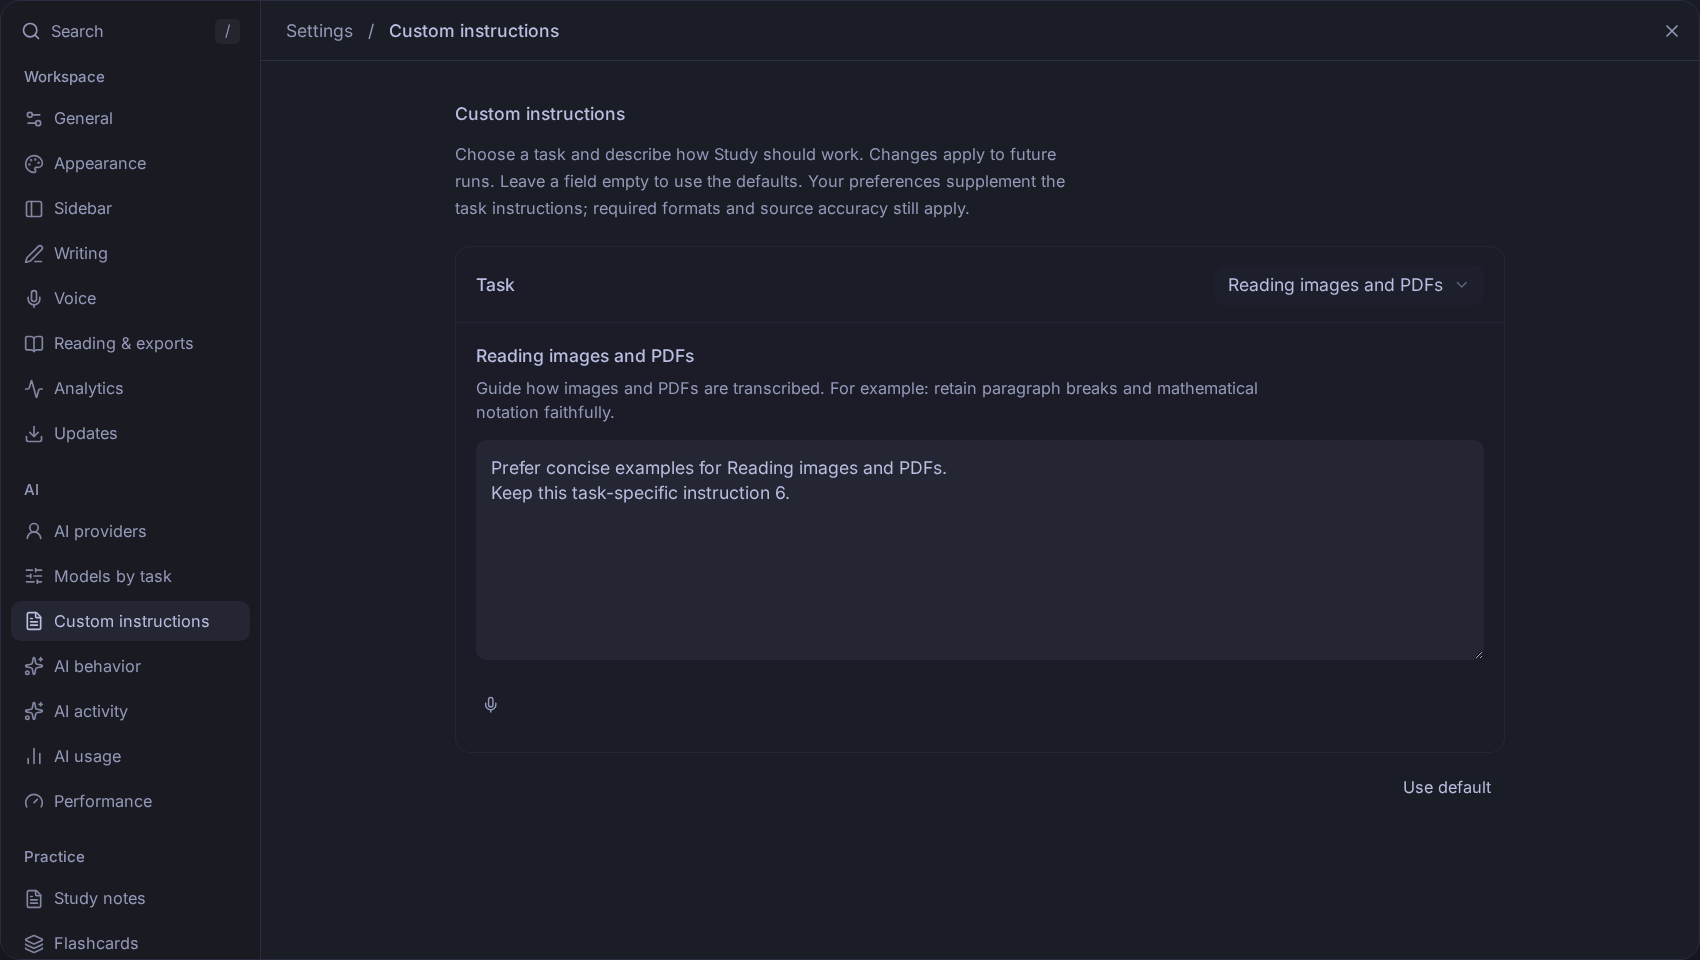 Search
/
Workspace
General
Appearance
Sidebar
Writing
Voice
Reading & exports
Analytics
Updates
AI
AI providers
Models by task
Custom instructions
AI behavior
AI activity
AI usage
Performance
Practice
Study notes
Flashcards
Settings / Custom instructions
Custom instructions
Choose a task and describe how Study should work. Changes apply to future
runs. Leave a field empty to use the defaults. Your preferences supplement the
task instructions; required formats and source accuracy still apply.
Task
Reading images and PDFs
Reading images and PDFs
Guide how images and PDFs are transcribed. For example: retain paragraph breaks and mathematical
notation faithfully.
Prefer concise examples for Reading images and PDFs.
Keep this task-specific instruction 6.
Use default